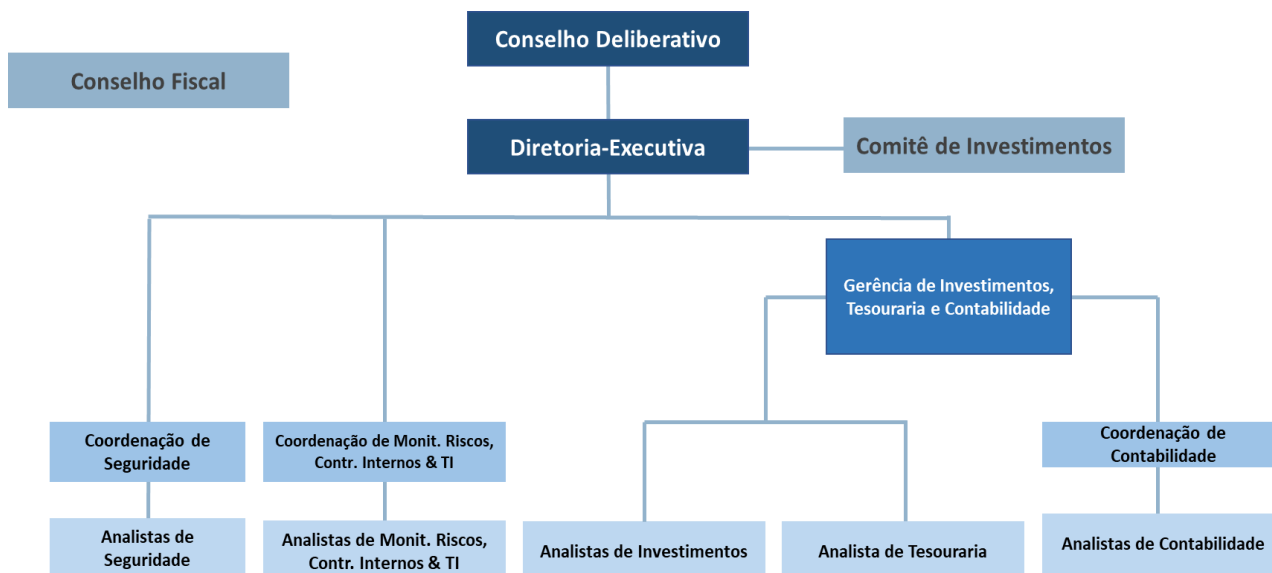 Conselho Deliberativo
Conselho Fiscal
Diretoria-Executiva
Comitê de Investimentos
Gerência de Investimentos,
Tesouraria e Contabilidade
Coordenação de
Seguridade
Coordenação de Monit. Riscos,
Contr. Internos & TI
Coordenação de
Contabilidade
Analistas de
Seguridade
Analistas de Monit. Riscos,
Contr. Internos & TI
Analistas de Investimentos
Analista de Tesouraria
Analistas de Contabilidade